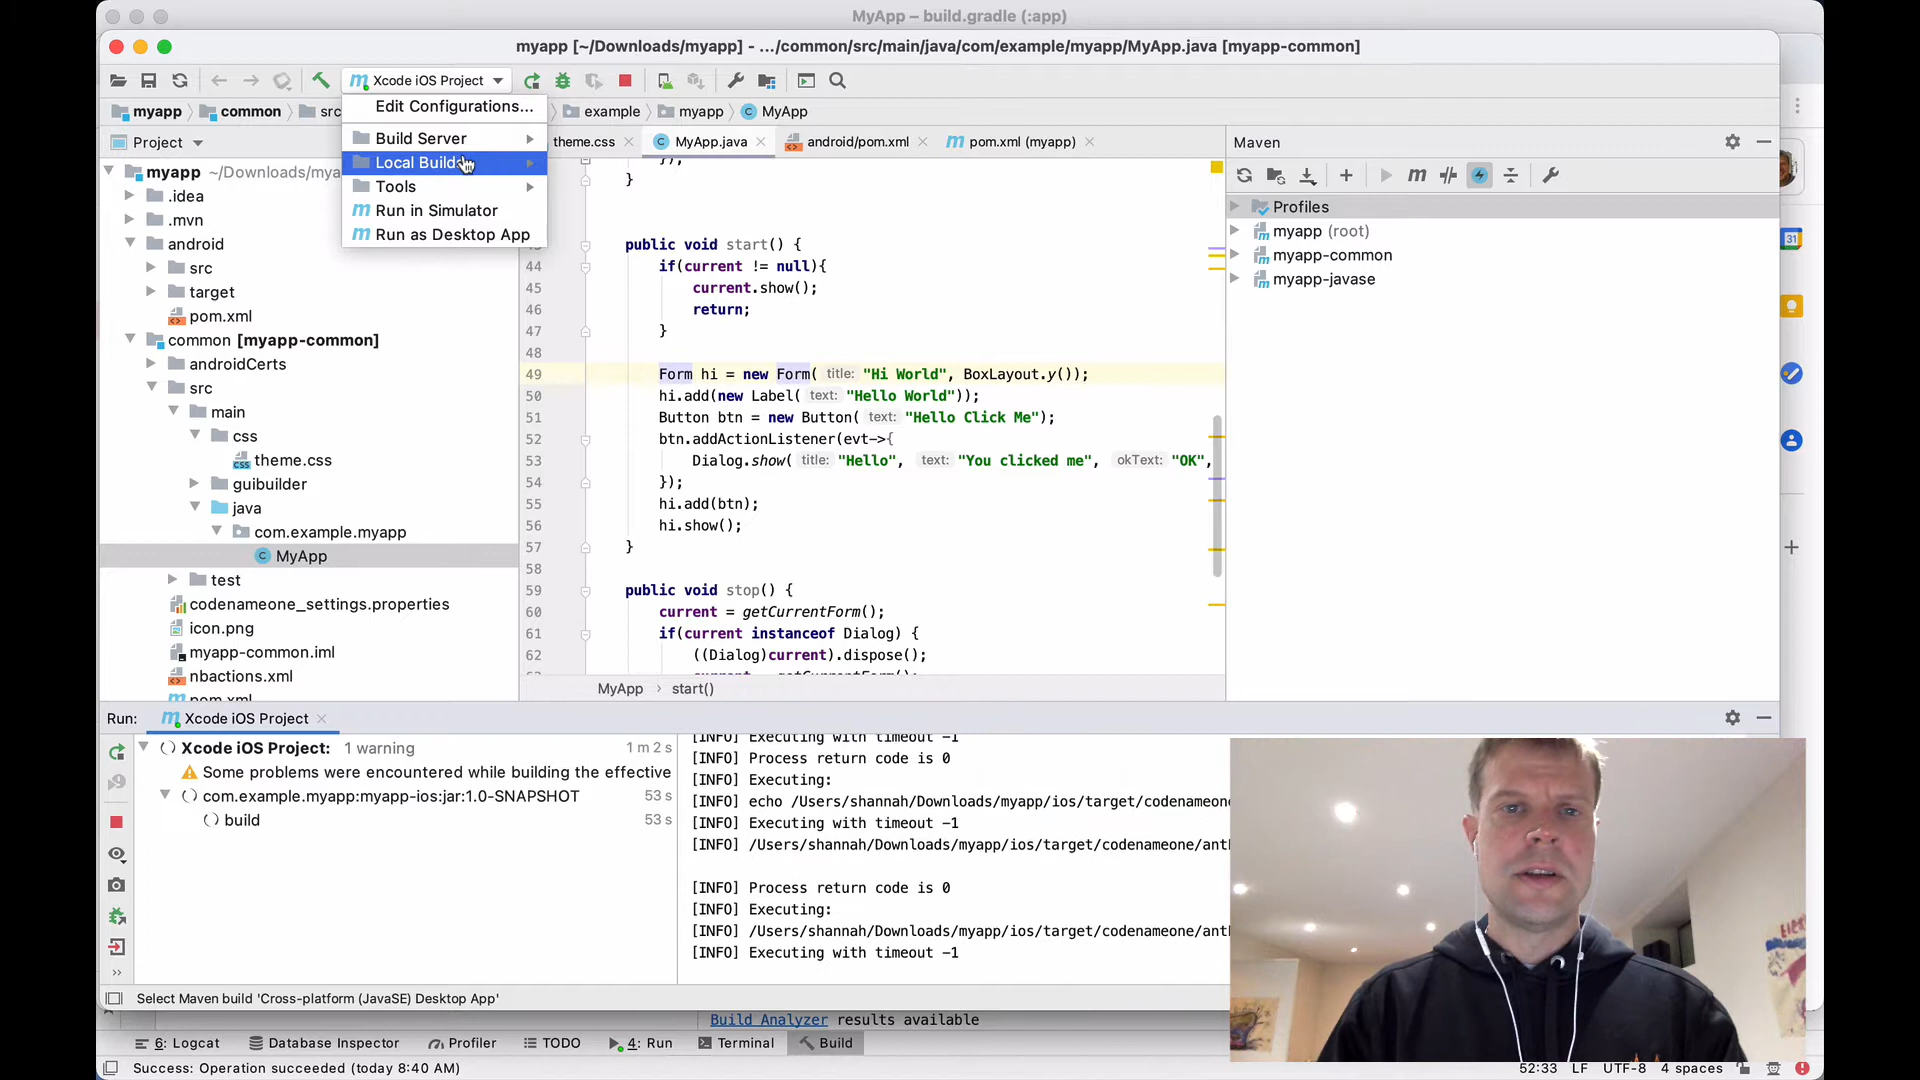 MyApp – build.gradle (:app)
myapp [~/Downloads/myapp] - .../common/src/main/java/com/example/myapp/MyApp.java [myapp-common]
Xcode iOS Project
myapp
common
example
myapp
MyApp
Edit Configurations...
Build Server
Local Build
Tools
Run in Simulator
Run as Desktop App
Project
theme.css
MyApp.java
android/pom.xml
pom.xml (myapp)
Maven
myapp ~/Downloads/mya
.idea
.mvn
android
src
target
pom.xml
common [myapp-common]
androidCerts
src
main
css
theme.css
guibuilder
java
com.example.myapp
MyApp
test
codenameone_settings.properties
icon.png
myapp-common.iml
nbactions.xml
pom.xml
});
}
public void start() {
44 if(current != null){
45 current.show();
46 return;
47 }
48
49 Form hi = new Form( title: "Hi World", BoxLayout.y());
50 hi.add(new Label( text: "Hello World"));
51 Button btn = new Button( text: "Hello Click Me");
52 btn.addActionListener(evt->{
53 Dialog.show( title: "Hello", text: "You clicked me", okText: "OK",
54 });
55 hi.add(btn);
56 hi.show();
57 }
58
59 public void stop() {
60 current = getCurrentForm();
61 if(current instanceof Dialog) {
62 ((Dialog)current).dispose();
MyApp › start()
Profiles
myapp (root)
myapp-common
myapp-javase
Run: Xcode iOS Project
Xcode iOS Project: 1 warning 1 m 2 s
Some problems were encountered while building the effective
com.example.myapp:myapp-ios:jar:1.0-SNAPSHOT 53 s
build 53 s
[INFO] Executing with timeout -1
[INFO] Process return code is 0
[INFO] Executing:
[INFO] echo /Users/shannah/Downloads/myapp/ios/target/codenameone
[INFO] Executing with timeout -1
[INFO] /Users/shannah/Downloads/myapp/ios/target/codenameone/ant
[INFO] Process return code is 0
[INFO] Executing:
[INFO] /Users/shannah/Downloads/myapp/ios/target/codenameone/ant
[INFO] Executing with timeout -1
Select Maven build 'Cross-platform (JavaSE) Desktop App'
Build Analyzer results available
6: Logcat
Database Inspector
Profiler
TODO
4: Run
Terminal
Build
Success: Operation succeeded (today 8:40 AM)
52:33 LF UTF-8 4 spaces